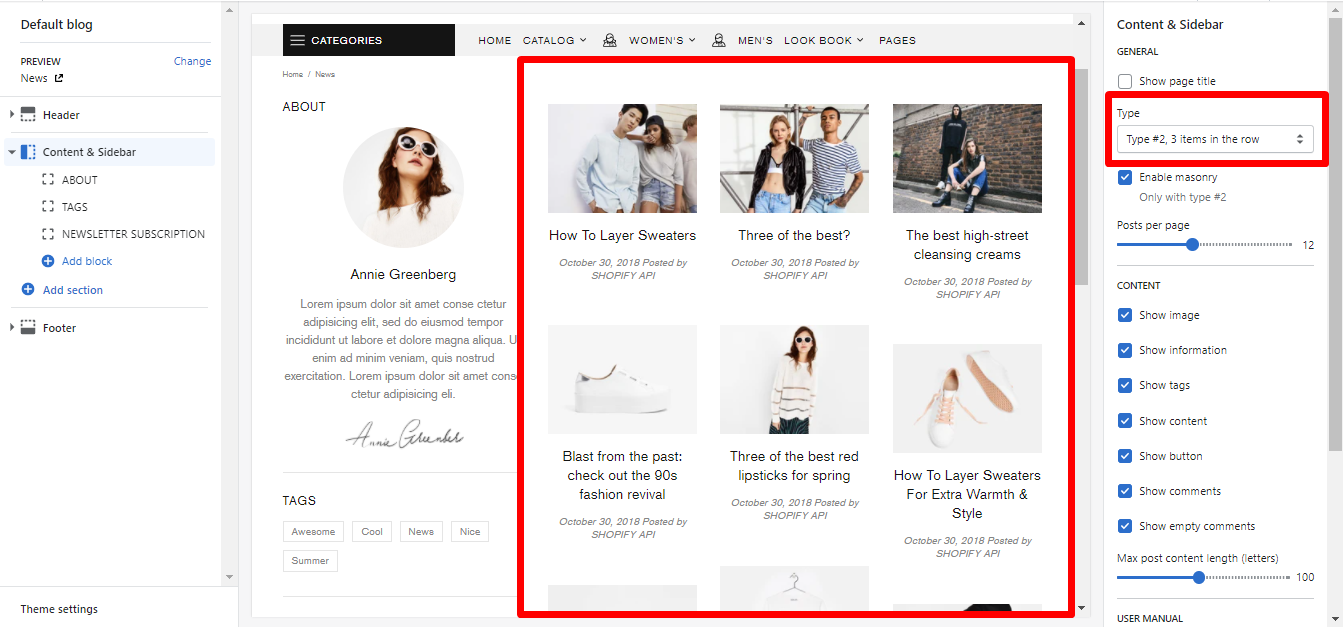 Default blog
PREVIEW
Change
News
Header
Content & Sidebar
ABOUT
TAGS
NEWSLETTER SUBSCRIPTION
Add block
Add section
Footer
Theme settings
CATEGORIES
HOME CATALOG WOMEN'S MEN'S LOOK BOOK PAGES
Home / News
ABOUT
Annie Greenberg
Lorem ipsum dolor sit amet conse ctetur
adipisicing elit, sed do eiusmod tempor
incididunt ut labore et dolore magna aliqua. U
enim ad minim veniam, quis nostrud
exercitation. Lorem ipsum dolor sit amet cons
ctetur adipisicing eli.
Annie Greenber
TAGS
Awesome Cool News Nice
Summer
How To Layer Sweaters
October 30, 2018 Posted by
SHOPIFY API
Three of the best?
October 30, 2018 Posted by
SHOPIFY API
The best high-street
cleansing creams
October 30, 2018 Posted by
SHOPIFY API
Blast from the past:
check out the 90s
fashion revival
October 30, 2018 Posted by
SHOPIFY API
Three of the best red
lipsticks for spring
October 30, 2018 Posted by
SHOPIFY API
How To Layer Sweaters
For Extra Warmth &
Style
October 30, 2018 Posted by
SHOPIFY API
Content & Sidebar
GENERAL
Show page title
Type
Type #2, 3 items in the row
Enable masonry
Only with type #2
Posts per page
12
CONTENT
Show image
Show information
Show tags
Show content
Show button
Show comments
Show empty comments
Max post content length (letters)
100
USER MANUAL